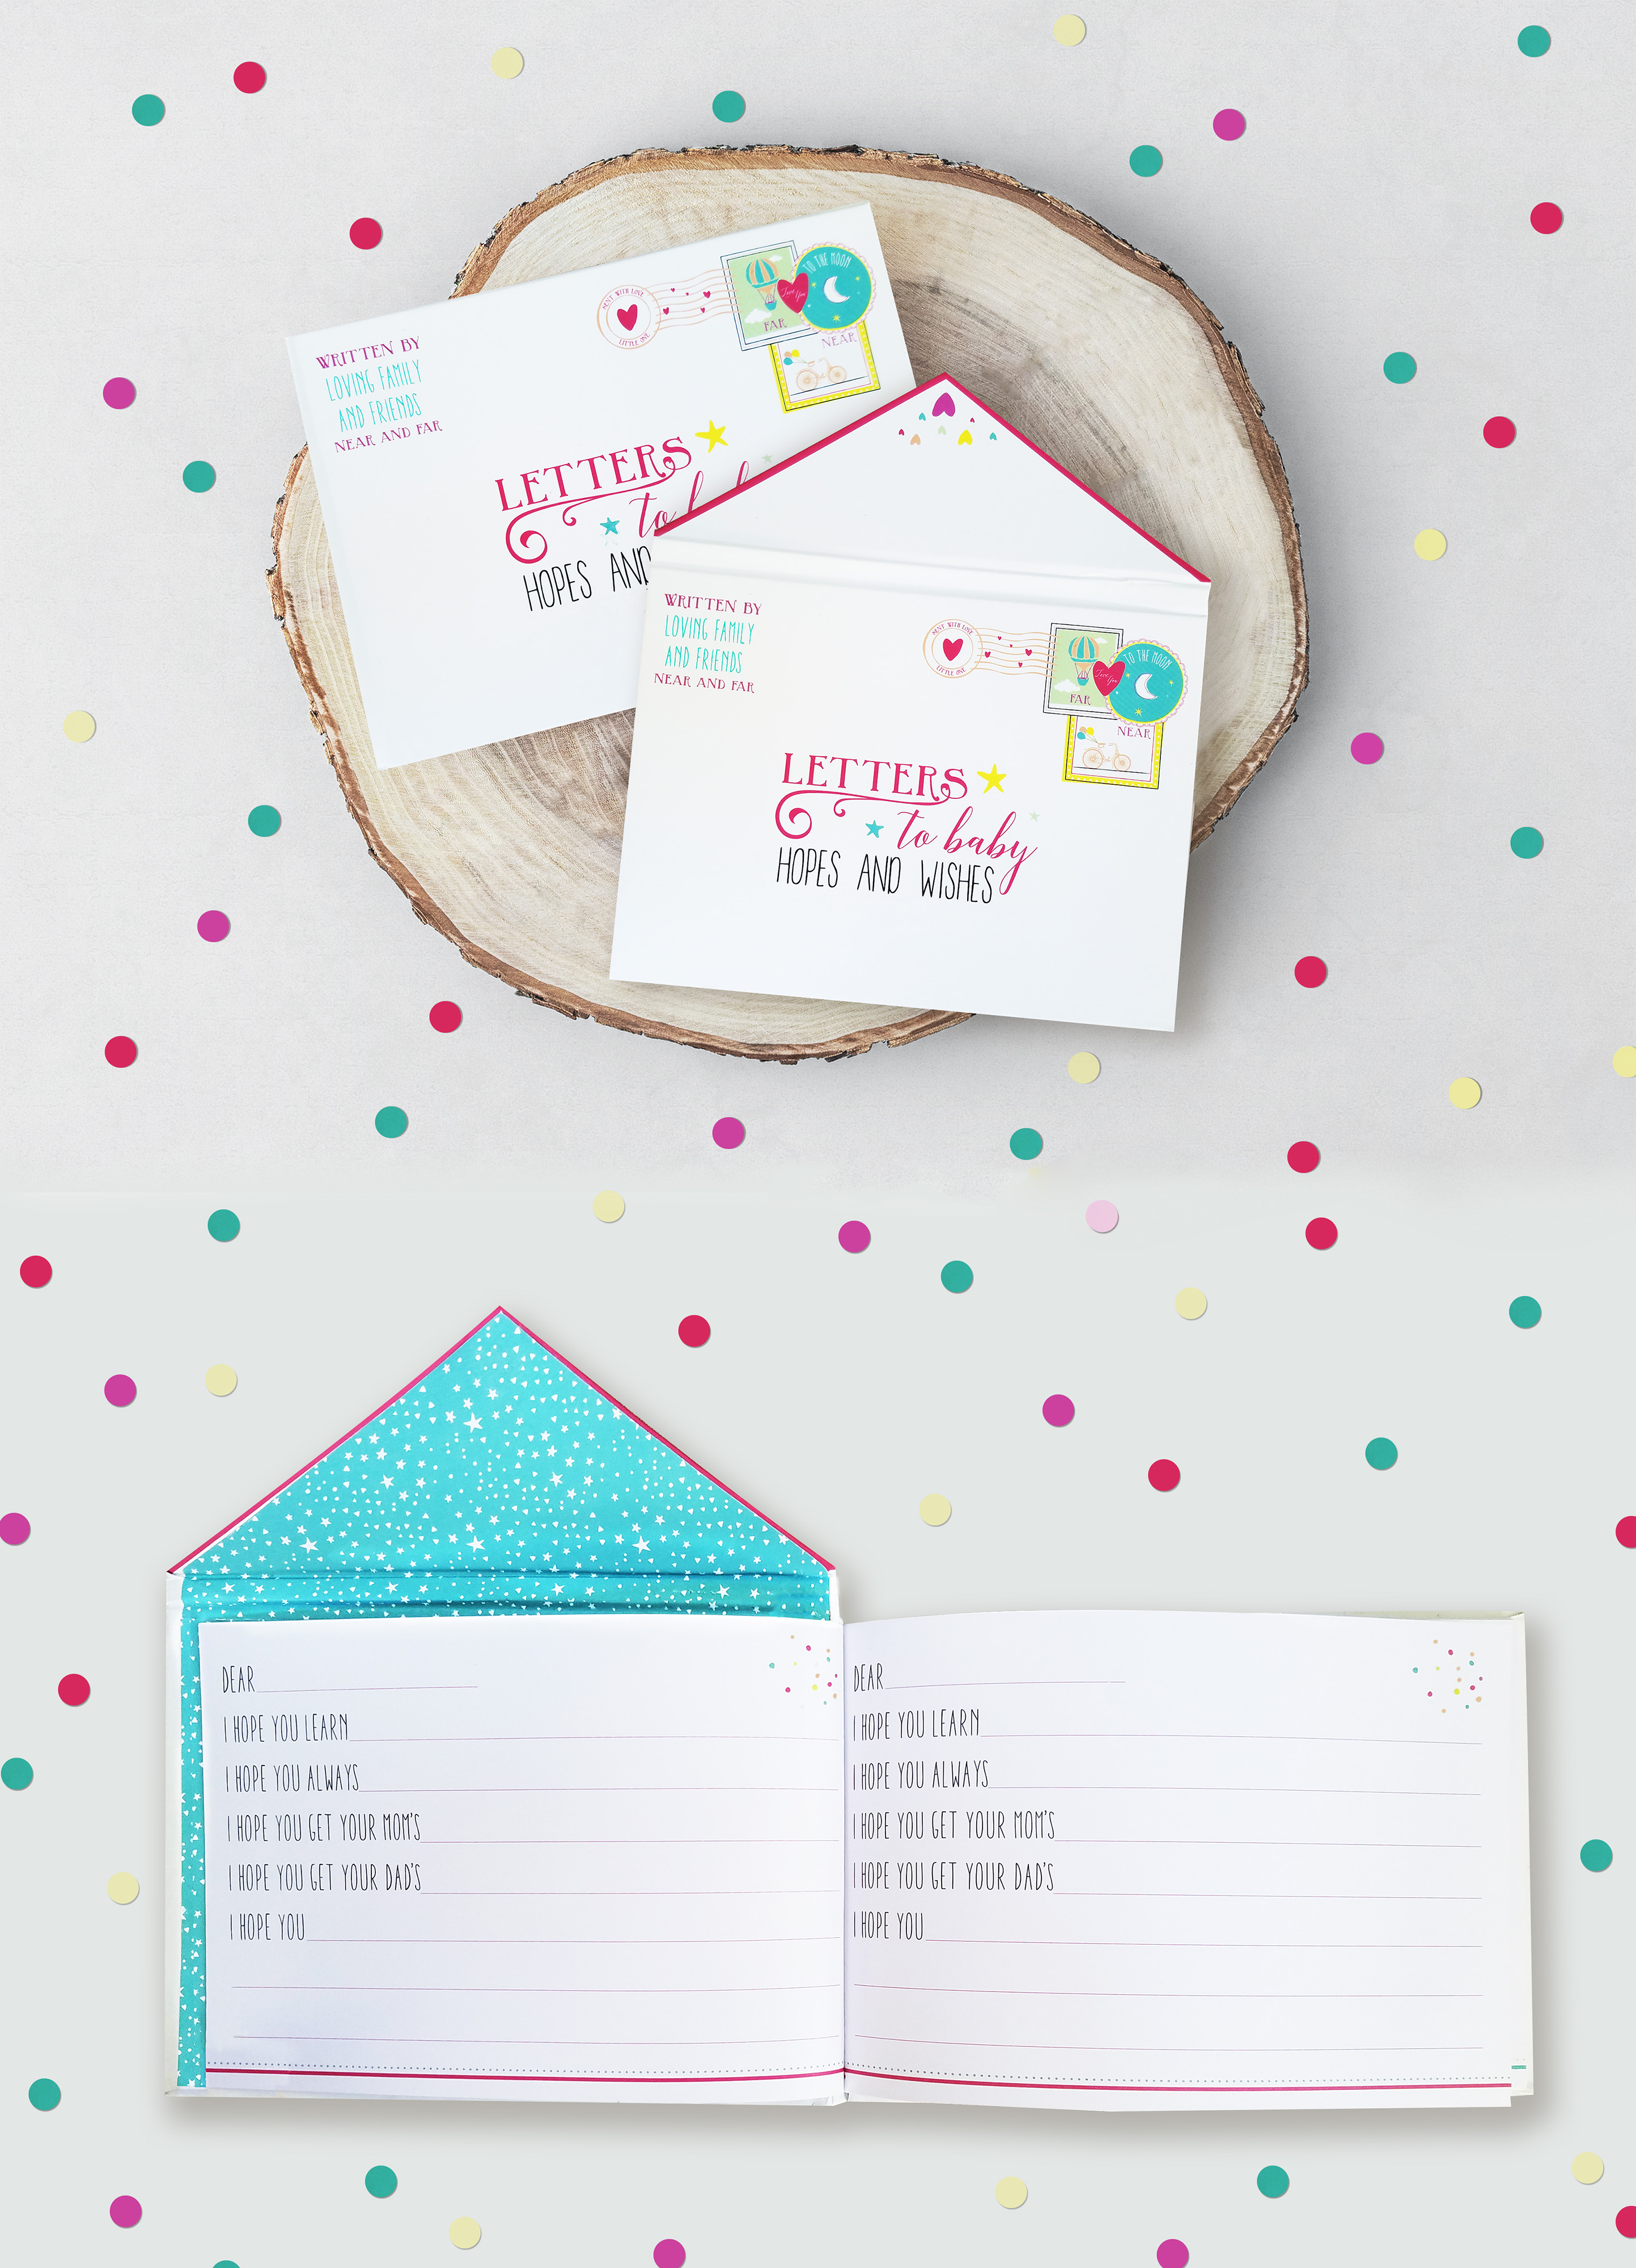 WRITTEN BY
LOVING FAMILY
AND FRIENDS
NEAR AND FAR
SENT WITH LOVE
LITTLE ONE
FAR
Love You
TO THE MOON
NEAR
LETTERS
to bab
HOPES AND
WRITTEN BY
LOVING FAMILY
AND FRIENDS
NEAR AND FAR
SENT WITH LOVE
LITTLE ONE
FAR
Love You
TO THE MOON
NEAR
LETTERS
to baby
HOPES AND WISHES
DEAR
I HOPE YOU LEARN
I HOPE YOU ALWAYS
I HOPE YOU GET YOUR MOM'S
I HOPE YOU GET YOUR DAD'S
I HOPE YOU
DEAR
I HOPE YOU LEARN
I HOPE YOU ALWAYS
I HOPE YOU GET YOUR MOM'S
I HOPE YOU GET YOUR DAD'S
I HOPE YOU